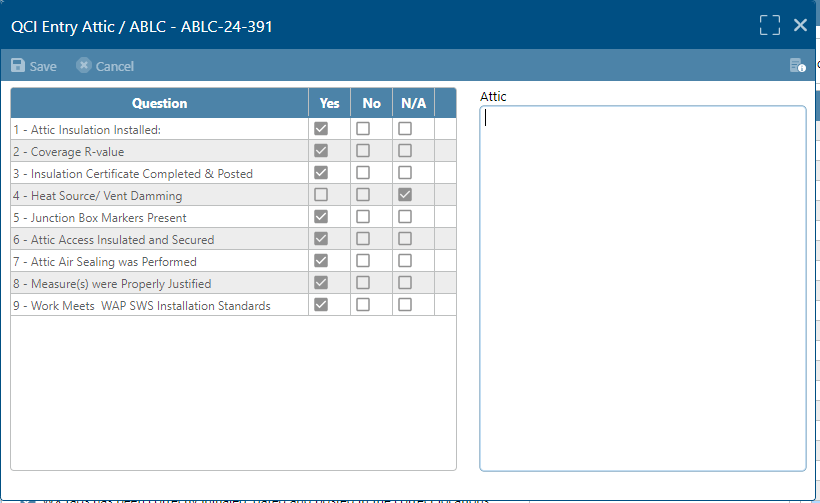 QCI Entry Attic / ABLC - ABLC-24-391
Save Cancel
Question Yes No N/A
1 - Attic Insulation Installed:
2 - Coverage R-value
3 - Insulation Certificate Completed & Posted
4 - Heat Source/ Vent Damming
5 - Junction Box Markers Present
6 - Attic Access Insulated and Secured
7 - Attic Air Sealing was Performed
8 - Measure(s) were Properly Justified
9 - Work Meets  WAP SWS Installation Standards
Attic